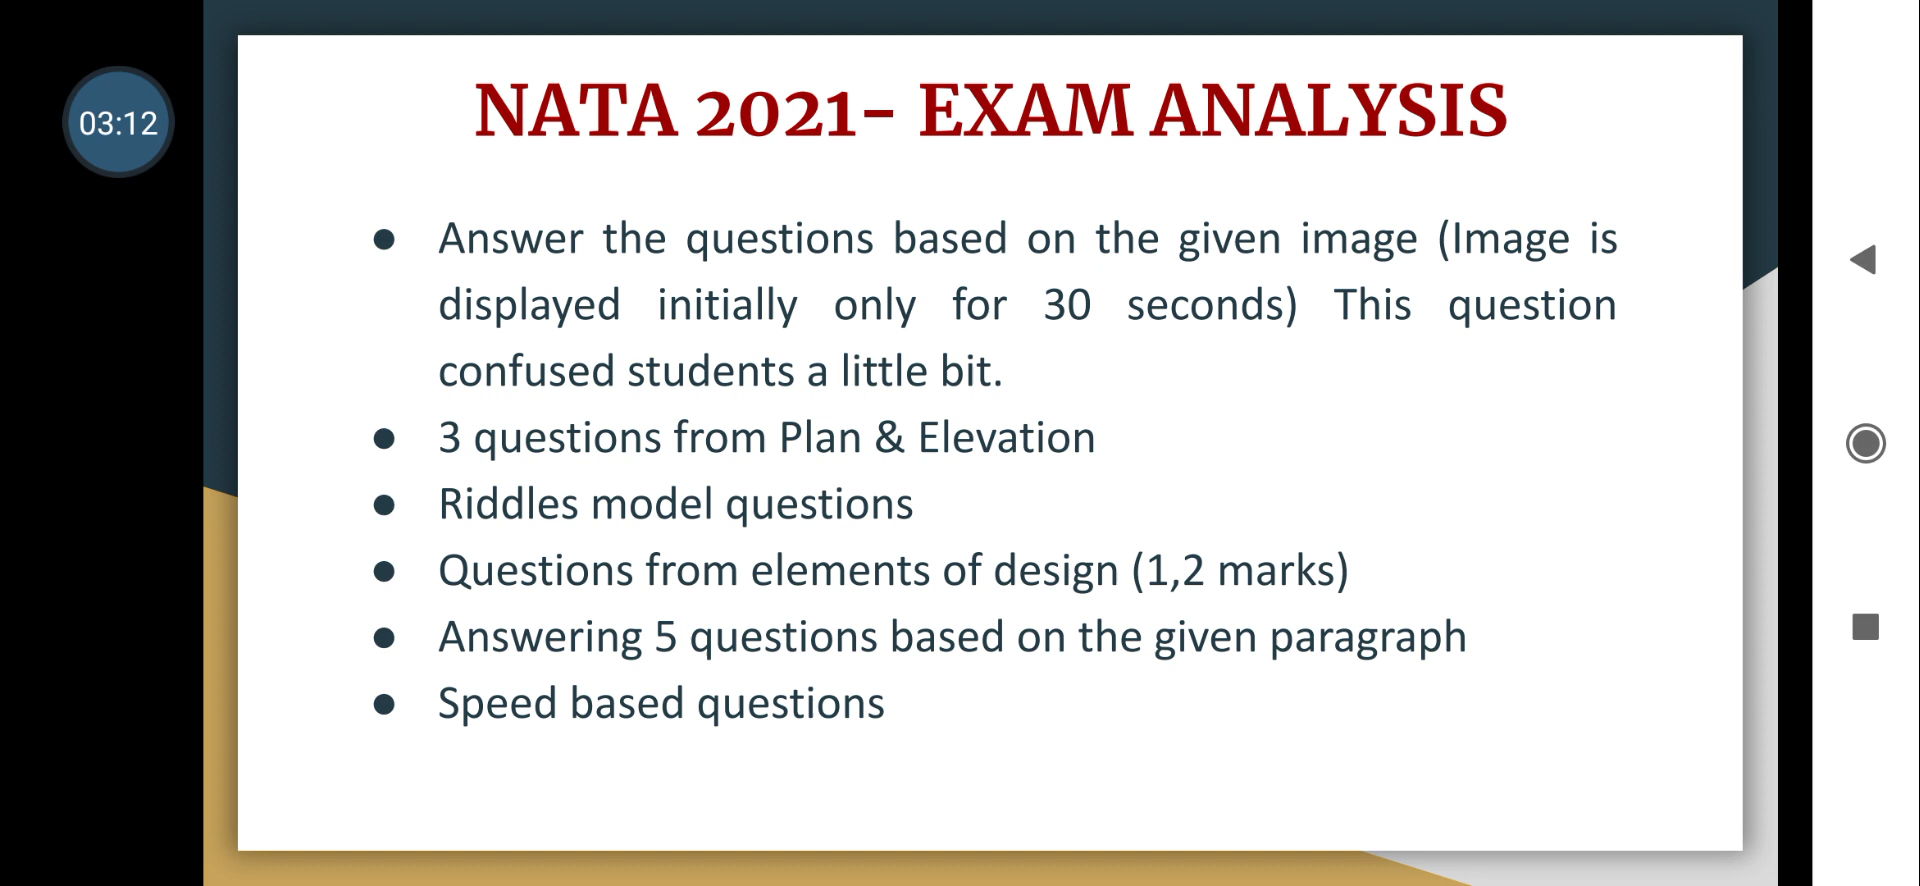 03:12
NATA 2021- EXAM ANALYSIS
● Answer the questions based on the given image (Image is
displayed initially only for 30 seconds) This question
confused students a little bit.
● 3 questions from Plan & Elevation
● Riddles model questions
● Questions from elements of design (1,2 marks)
● Answering 5 questions based on the given paragraph
● Speed based questions